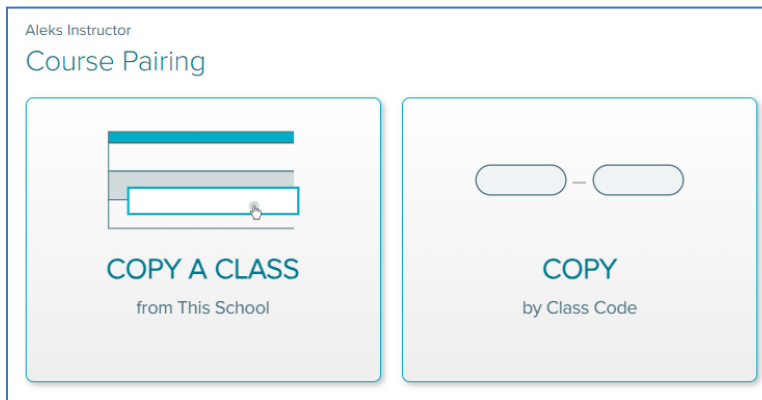 Aleks Instructor
Course Pairing
COPY A CLASS
from This School
COPY
by Class Code